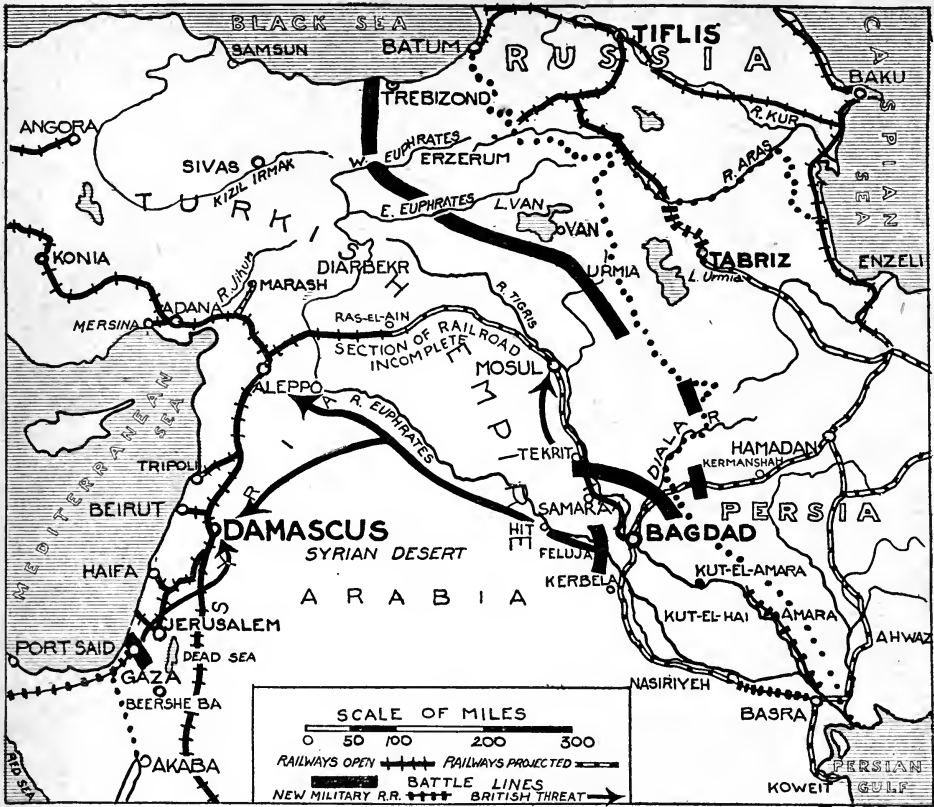 BLACK SEA
SAMSUN
BATUM
TIFLIS
RUSSIA
CASPIAN SEA
BAKU
TREBIZOND
R. KUR
ANGORA
W. EUPHRATES
ERZERUM
SIVAS
KIZIL IRMAK
R. ARAS
TURKISH EMPIRE
E. EUPHRATES
L. VAN
VAN
KONIA
R. Jihun
DIARBEKR
URMIA
L. Urmia
TABRIZ
ENZELI
MARASH
ADANA
MERSINA
R. TIGRIS
RAS-EL-AIN
SECTION OF RAILROAD
INCOMPLETE
MOSUL
ALEPPO
MEDITERRANEAN
SEA
R. EUPHRATES
DIALA R
HAMADAN
TRIPOLI
TEKRIT
KERMANSHAH
BEIRUT
SAMARA
PERSIA
DAMASCUS
HIT
BAGDAD
SYRIAN DESERT
FELUJA
HAIFA
KERBELA
KUT-EL-AMARA
SYRIA
ARABIA
KUT-EL-HAI
AMARA
JERUSALEM
AHWAZ
PORT SAID
DEAD SEA
GAZA
NASIRIYEH
BEERSHEBA
BASRA
SCALE OF MILES
0 50 100 200 300
AKABA
RAILWAYS OPEN RAILWAYS PROJECTED
BATTLE LINES
NEW MILITARY R.R. BRITISH THREAT
RED SEA
PERSIAN
GULF
KOWEIT